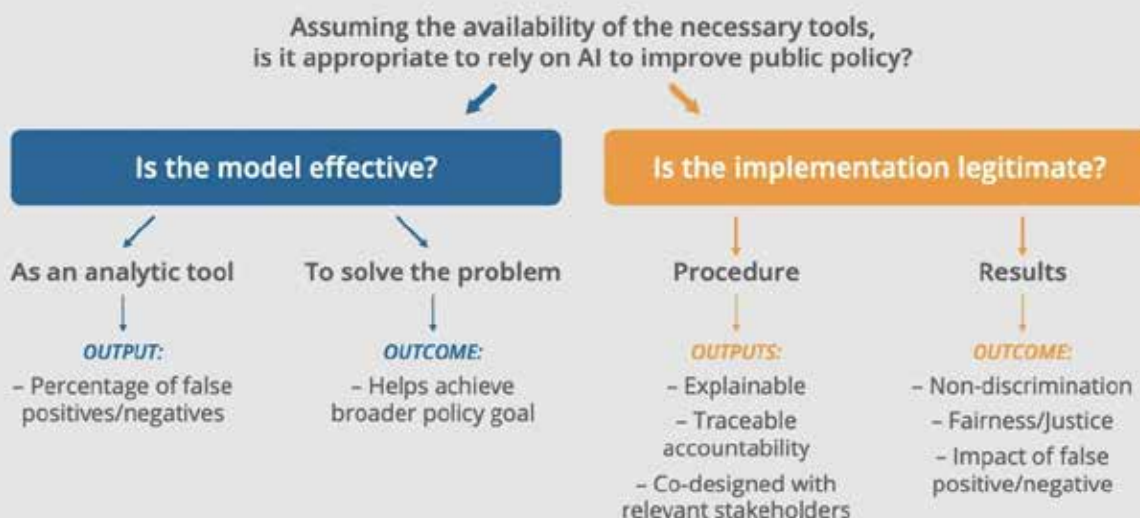 Assuming the availability of the necessary tools,
is it appropriate to rely on AI to improve public policy?
Is the model effective?
As an analytic tool
OUTPUT:
– Percentage of false
positives/negatives
To solve the problem
OUTCOME:
– Helps achieve
broader policy goal
Is the implementation legitimate?
Procedure
OUTPUTS:
– Explainable
– Traceable
accountability
– Co-designed with
relevant stakeholders
Results
OUTCOME:
– Non-discrimination
– Fairness/Justice
– Impact of false
positive/negative